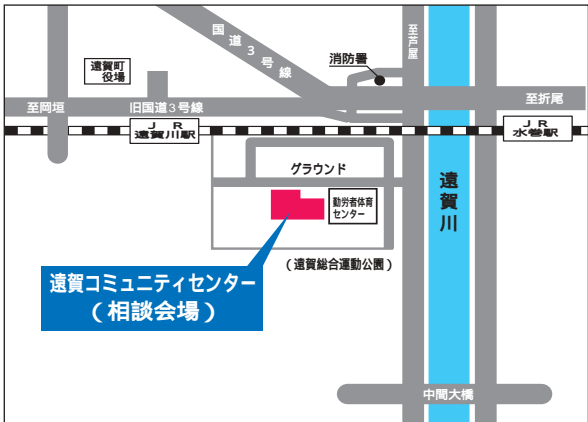 国道3号線
消防署
至芦屋
遠賀町
役場
至岡垣
旧国道3号線
至折尾
JR
遠賀川駅
JR
水巻駅
グラウンド
勤労者体育
センター
遠賀川
(遠賀総合運動公園)
遠賀コミュニティセンター
(相談会場)
中間大橋